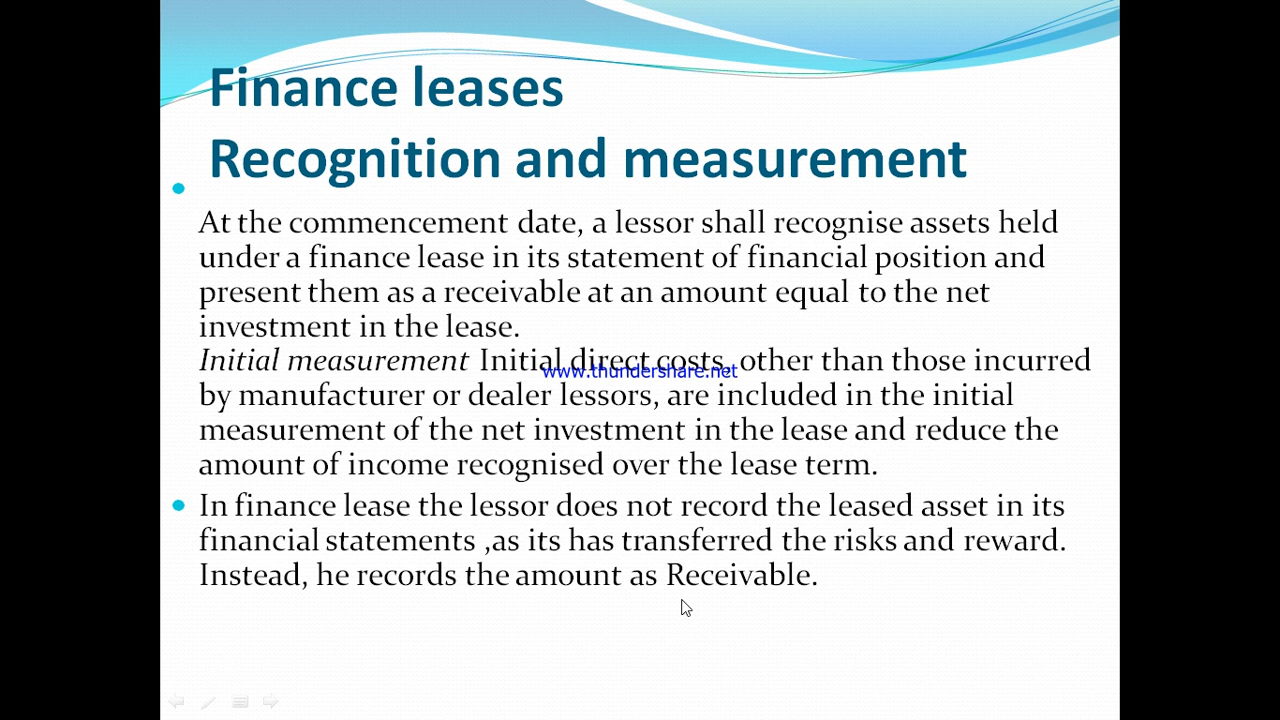 Finance leases
Recognition and measurement
At the commencement date, a lessor shall recognise assets held
under a finance lease in its statement of financial position and
present them as a receivable at an amount equal to the net
investment in the lease.
Initial measurement Initial direct costs, other than those incurred
www.thundershare.net
by manufacturer or dealer lessors, are included in the initial
measurement of the net investment in the lease and reduce the
amount of income recognised over the lease term.
In finance lease the lessor does not record the leased asset in its
financial statements ,as its has transferred the risks and reward.
Instead, he records the amount as Receivable.